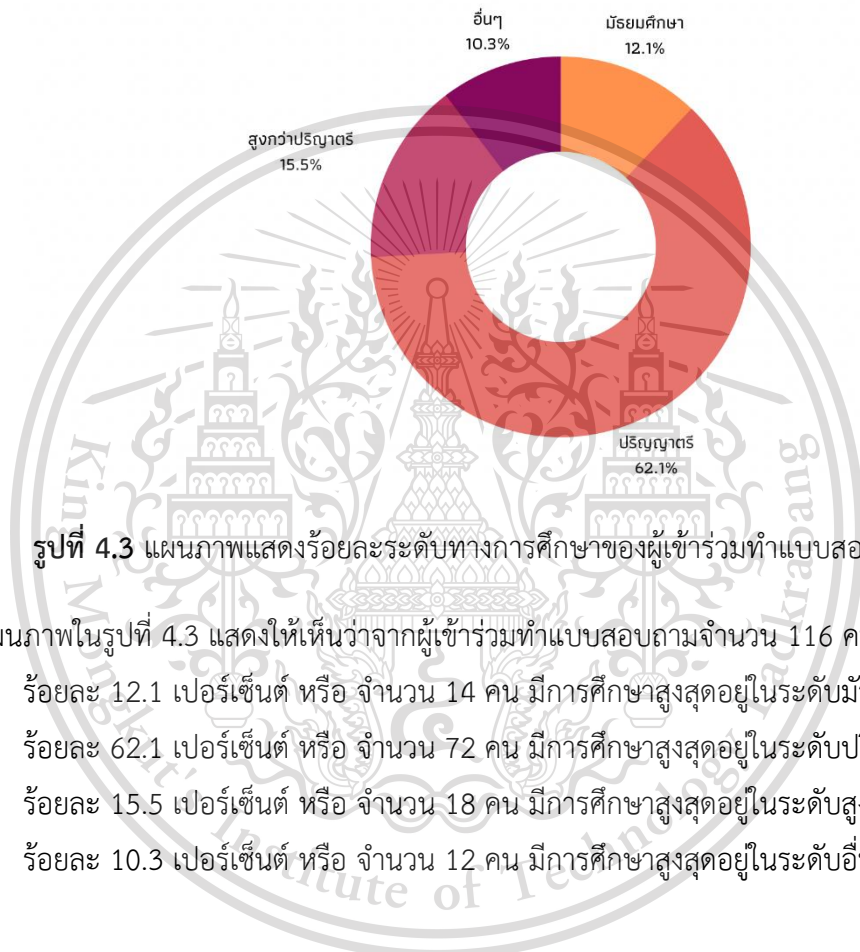 อื่นๆ
10.3%
มัธยมศึกษา
12.1%
สูงกว่าปริญาตรี
15.5%
ปริญญาตรี
62.1%
รูปที่ 4.3 แผนภาพแสดงร้อยละระดับทางการศึกษาของผู้เข้าร่วมทำแบบสอ
นภาพในรูปที่ 4.3 แสดงให้เห็นว่าจากผู้เข้าร่วมทำแบบสอบถามจำนวน 116 ค
ร้อยละ 12.1 เปอร์เซ็นต์ หรือ จำนวน 14 คน มีการศึกษาสูงสุดอยู่ในระดับมั
ร้อยละ 62.1 เปอร์เซ็นต์ หรือ จำนวน 72 คน มีการศึกษาสูงสุดอยู่ในระดับป
ร้อยละ 15.5 เปอร์เซ็นต์ หรือ จำนวน 18 คน มีการศึกษาสูงสุดอยู่ในระดับสู
ร้อยละ 10.3 เปอร์เซ็นต์ หรือ จำนวน 12 คน มีการศึกษาสูงสุดอยู่ในระดับอื่
King Mongkut's Institute of Technology Ladkrabang